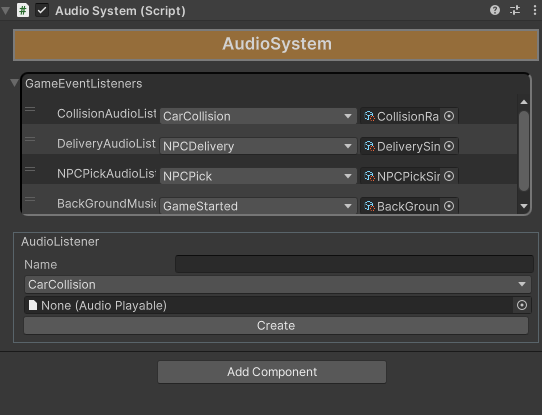 Audio System (Script)
AudioSystem
GameEventListeners
CollisionAudioList CarCollision CollisionRa
DeliveryAudioList NPCDelivery DeliverySin
NPCPickAudioLis NPCPick NPCPickSir
BackGroundMusic GameStarted BackGroun
AudioListener
Name
CarCollision
None (Audio Playable)
Create
Add Component